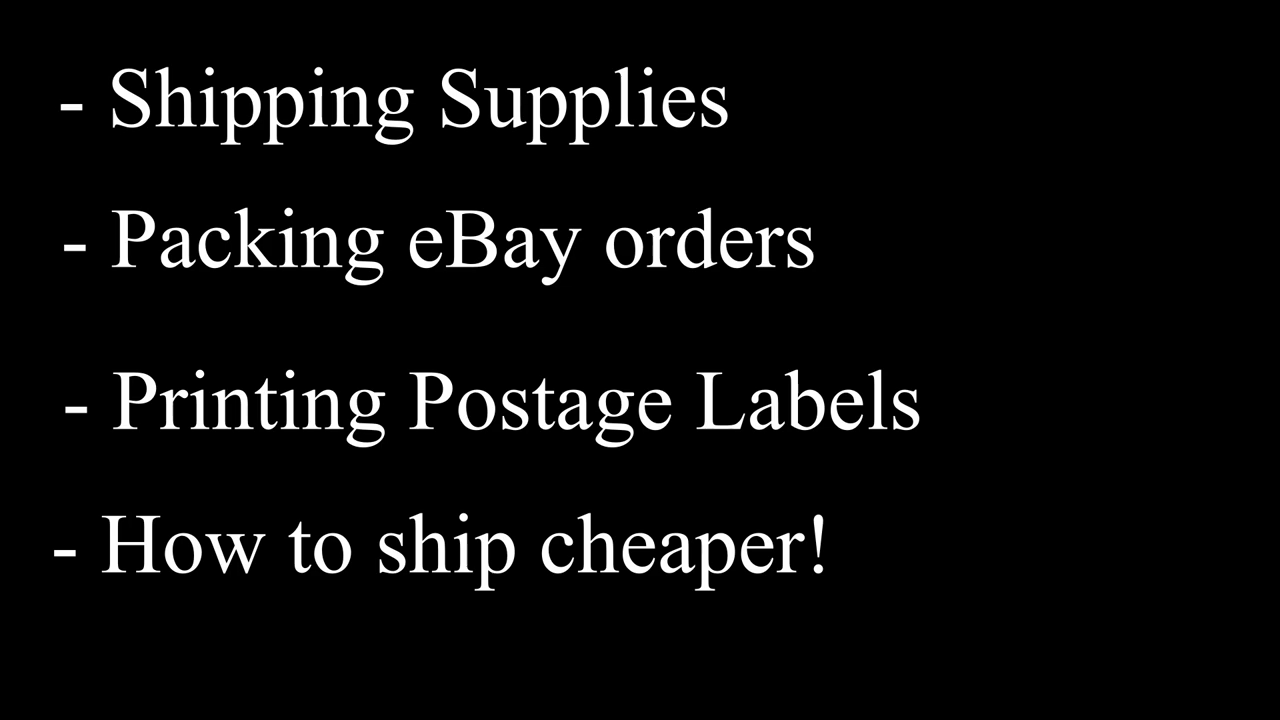 - Shipping Supplies
- Packing eBay orders
- Printing Postage Labels
- How to ship cheaper!